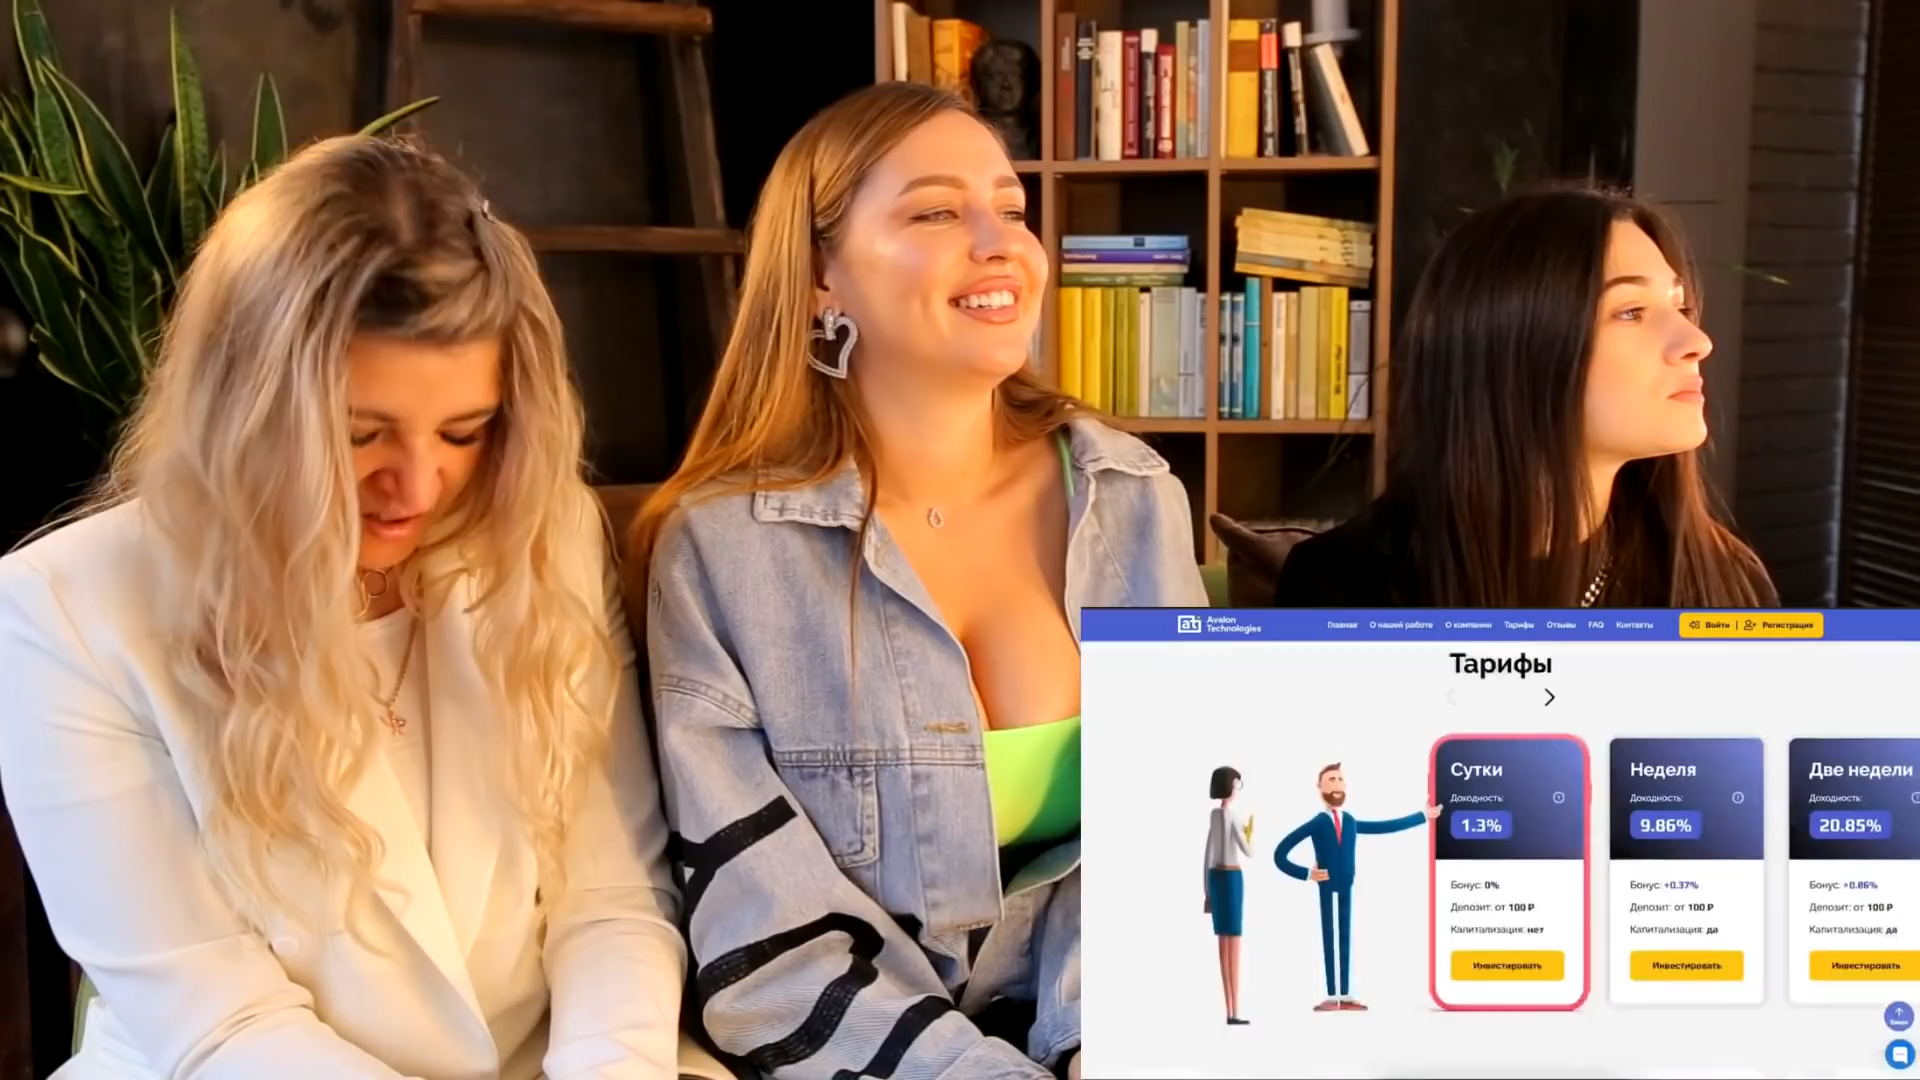 at
Avalon
Technologies
Главная О нашей работе О компании Тарифы Отзывы FAQ Контакты
Войти | Регистрация
Тарифы
Сутки
Доходность:
1.3%
Бонус: 0%
Депозит: от 100 ₽
Капитализация: нет
Инвестировать
Неделя
Доходность:
9.86%
Бонус: +0.37%
Депозит: от 100 ₽
Капитализация: да
Инвестировать
Две недели
Доходность:
20.85%
Бонус: +0.86%
Депозит: от 100 ₽
Капитализация: да
Инвестировать
Вверх